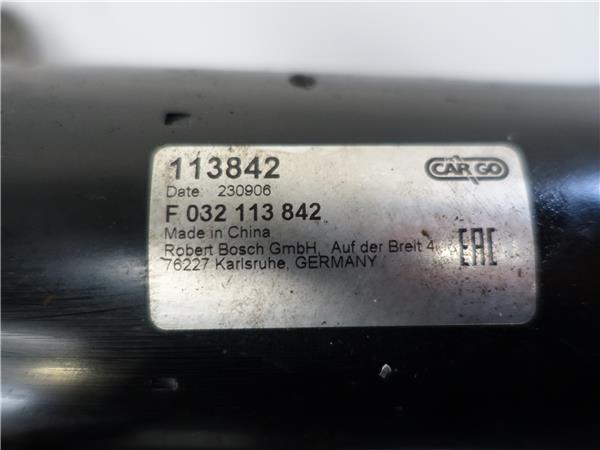 113842
CARGO
Date 230906
F 032 113 842
Made in China
Robert Bosch GmbH, Auf der Breit 4
76227 Karlsruhe, GERMANY
EAC